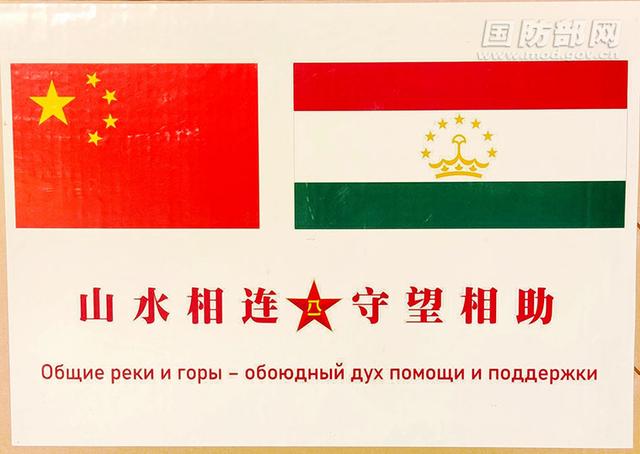 国防部网
www.mod.gov.cn
山水相连 八一 守望相助
Общие реки и горы – обоюдный дух помощи и поддержки